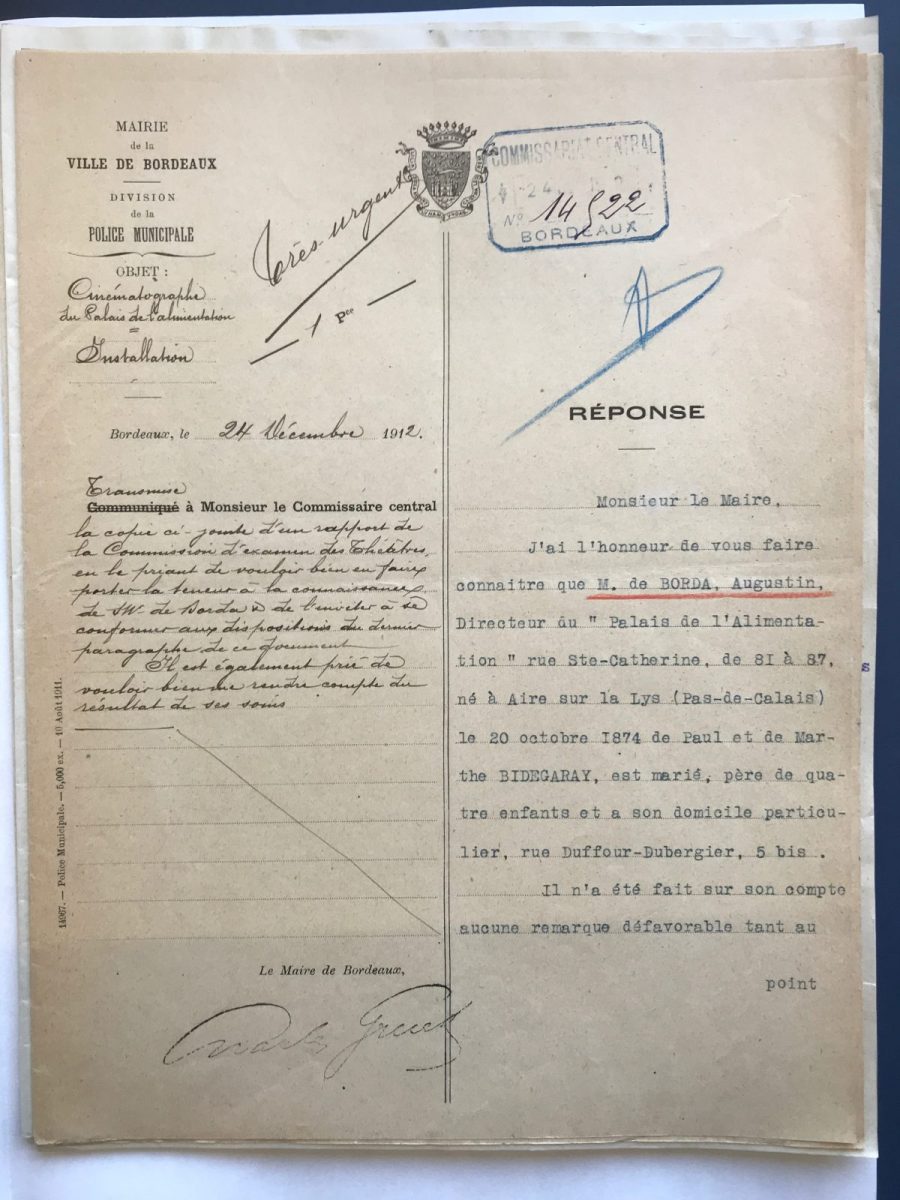 MAIRIE
de la
VILLE DE BORDEAUX
DIVISION
de la
POLICE MUNICIPALE
OBJET :
Cinématographe
du Palais de l'alimentation
=
Installation
Très-urgent
1 Pce
Bordeaux, le 24 Décembre 1912.
Transmise
Communiqué à Monsieur le Commissaire central
la copie ci-jointe d'un rapport de
la Commission d'examen des Théâtres,
en le priant de vouloir bien en faire
porter la teneur à la connaissance
de Mr de Borda & de l'inviter à se
conformer aux dispositions du dernier
paragraphe de ce document
Il est également prié de
vouloir bien me rendre compte du
résultat de ses soins
Le Maire de Bordeaux,
14067. — Police Municipale. — 5,000 ex. — 10 Août 1911.
COMMISSARIAT CENTRAL
24
No 14522
BORDEAUX
RÉPONSE
Monsieur le Maire,
J'ai l'honneur de vous faire
connaitre que M. de BORDA, Augustin,
Directeur du " Palais de l'Alimenta-
tion " rue Ste-Catherine, de 8I à 87,
né à Aire sur la Lys (Pas-de-Calais)
le 20 octobre I874 de Paul et de Mar-
the BIDEGARAY, est marié, père de qua-
tre enfants et a son domicile particu-
lier, rue Duffour-Dubergier, 5 bis .
Il n'a été fait sur son compte
aucune remarque défavorable tant au
point
s